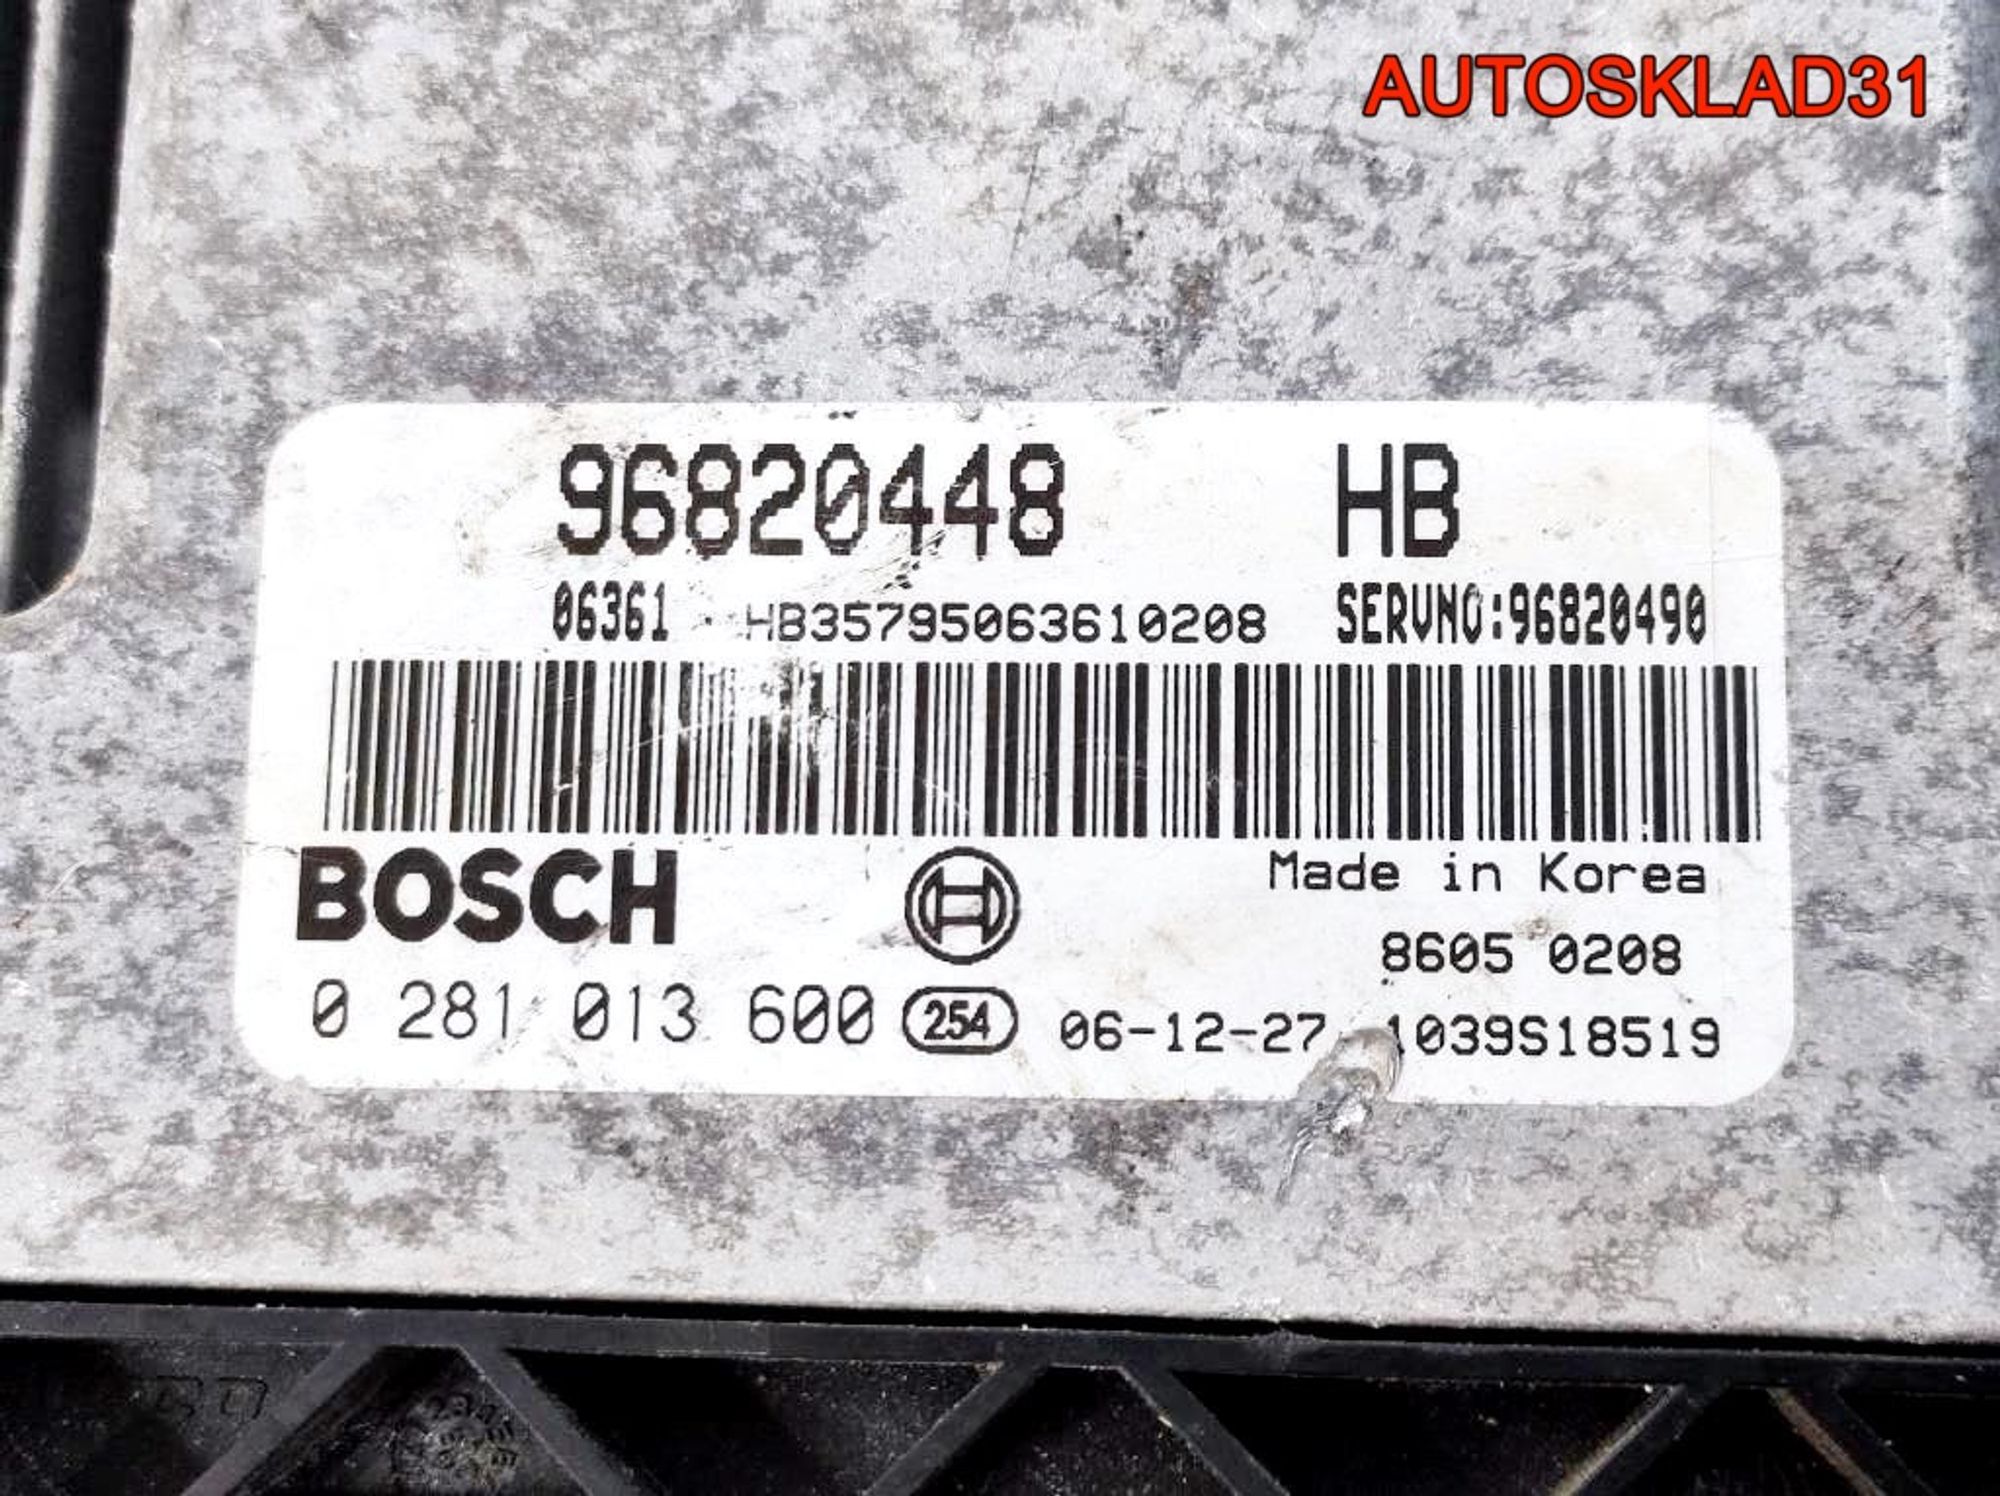 AUTOSKLAD31
96820448 HB
06361 HB35795063610208 SERVNO:96820490
BOSCH
Made in Korea
8605 0208
0 281 013 600 254 06-12-27 1039S18519